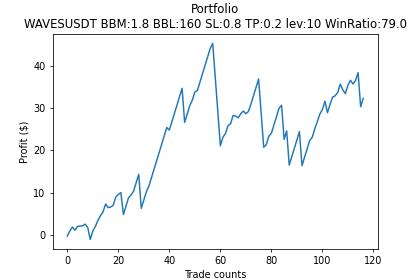 Portfolio
WAVESUSDT BBM:1.8 BBL:160 SL:0.8 TP:0.2 lev:10 WinRatio:79.0
Profit ($)
40
30
20
10
0
0 20 40 60 80 100 120
Trade counts